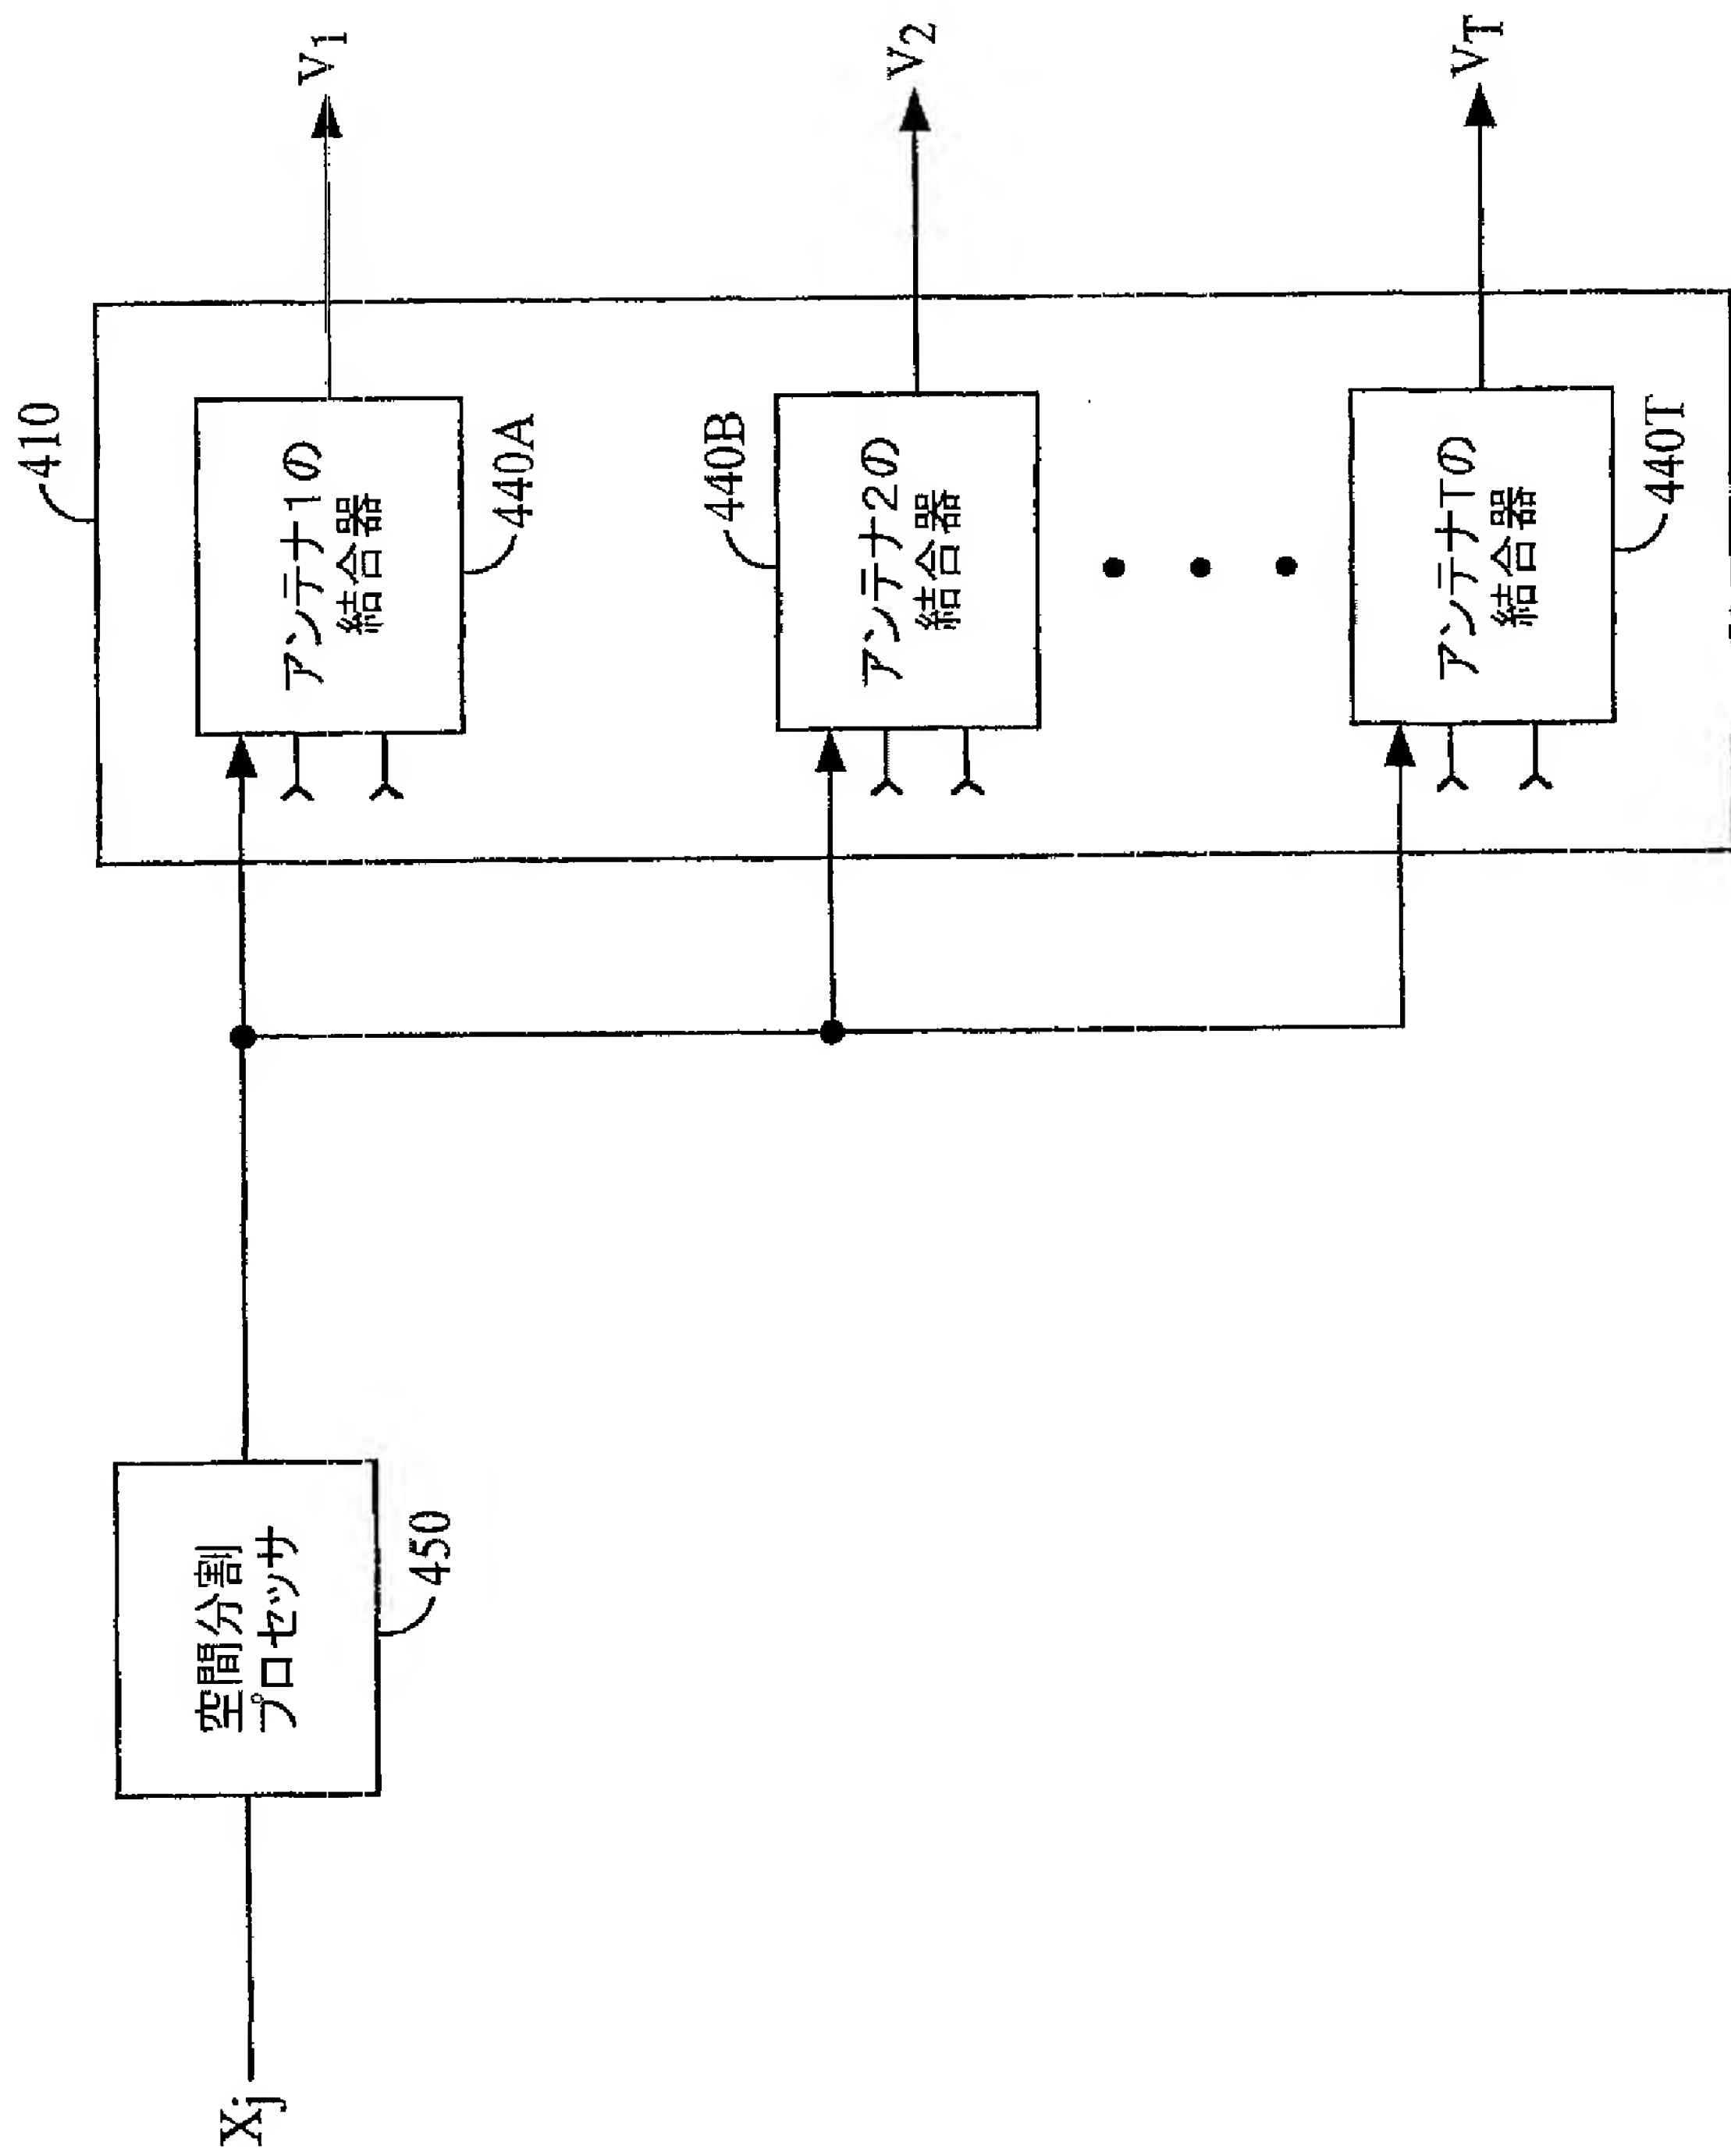 410
アンテナ1の
結合器
440A
V1
440B
アンテナ2の
結合器
V2
アンテナTの
結合器
440T
VT
空間分割
プロセッサ
450
Xj